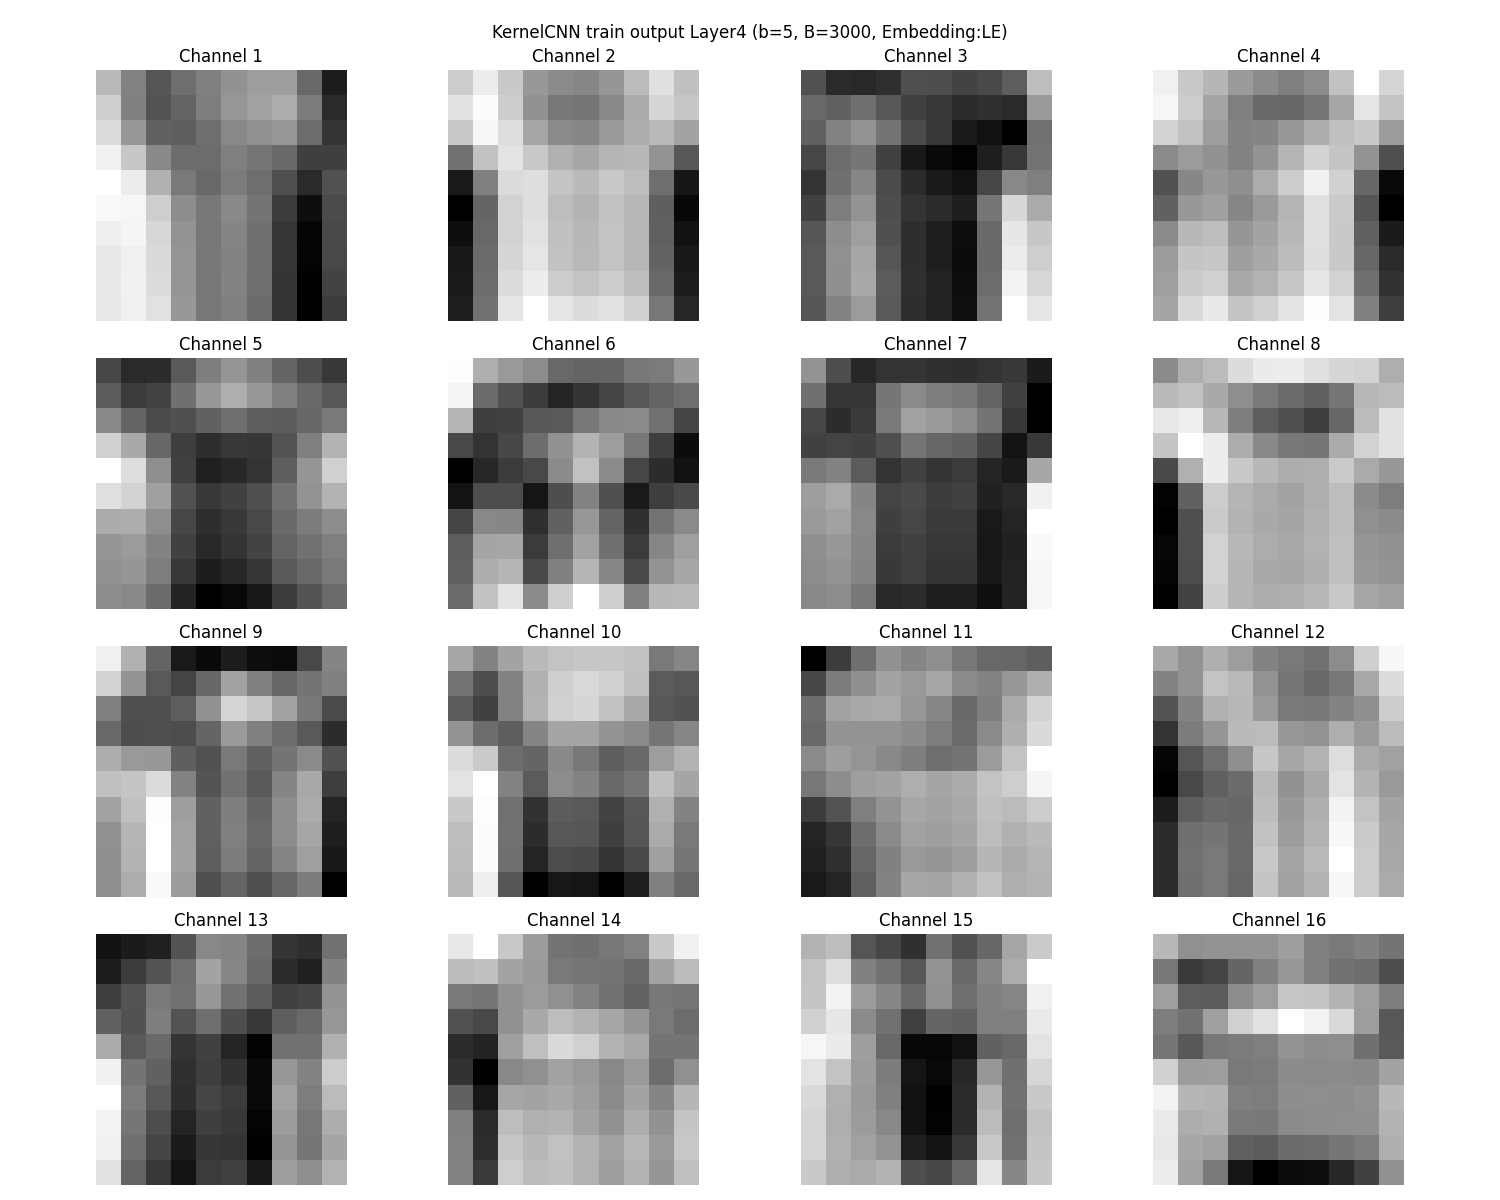 KernelCNN train output Layer4 (b=5, B=3000, Embedding:LE)
Channel 1
Channel 2
Channel 3
Channel 4
Channel 5
Channel 6
Channel 7
Channel 8
Channel 9
Channel 10
Channel 11
Channel 12
Channel 13
Channel 14
Channel 15
Channel 16